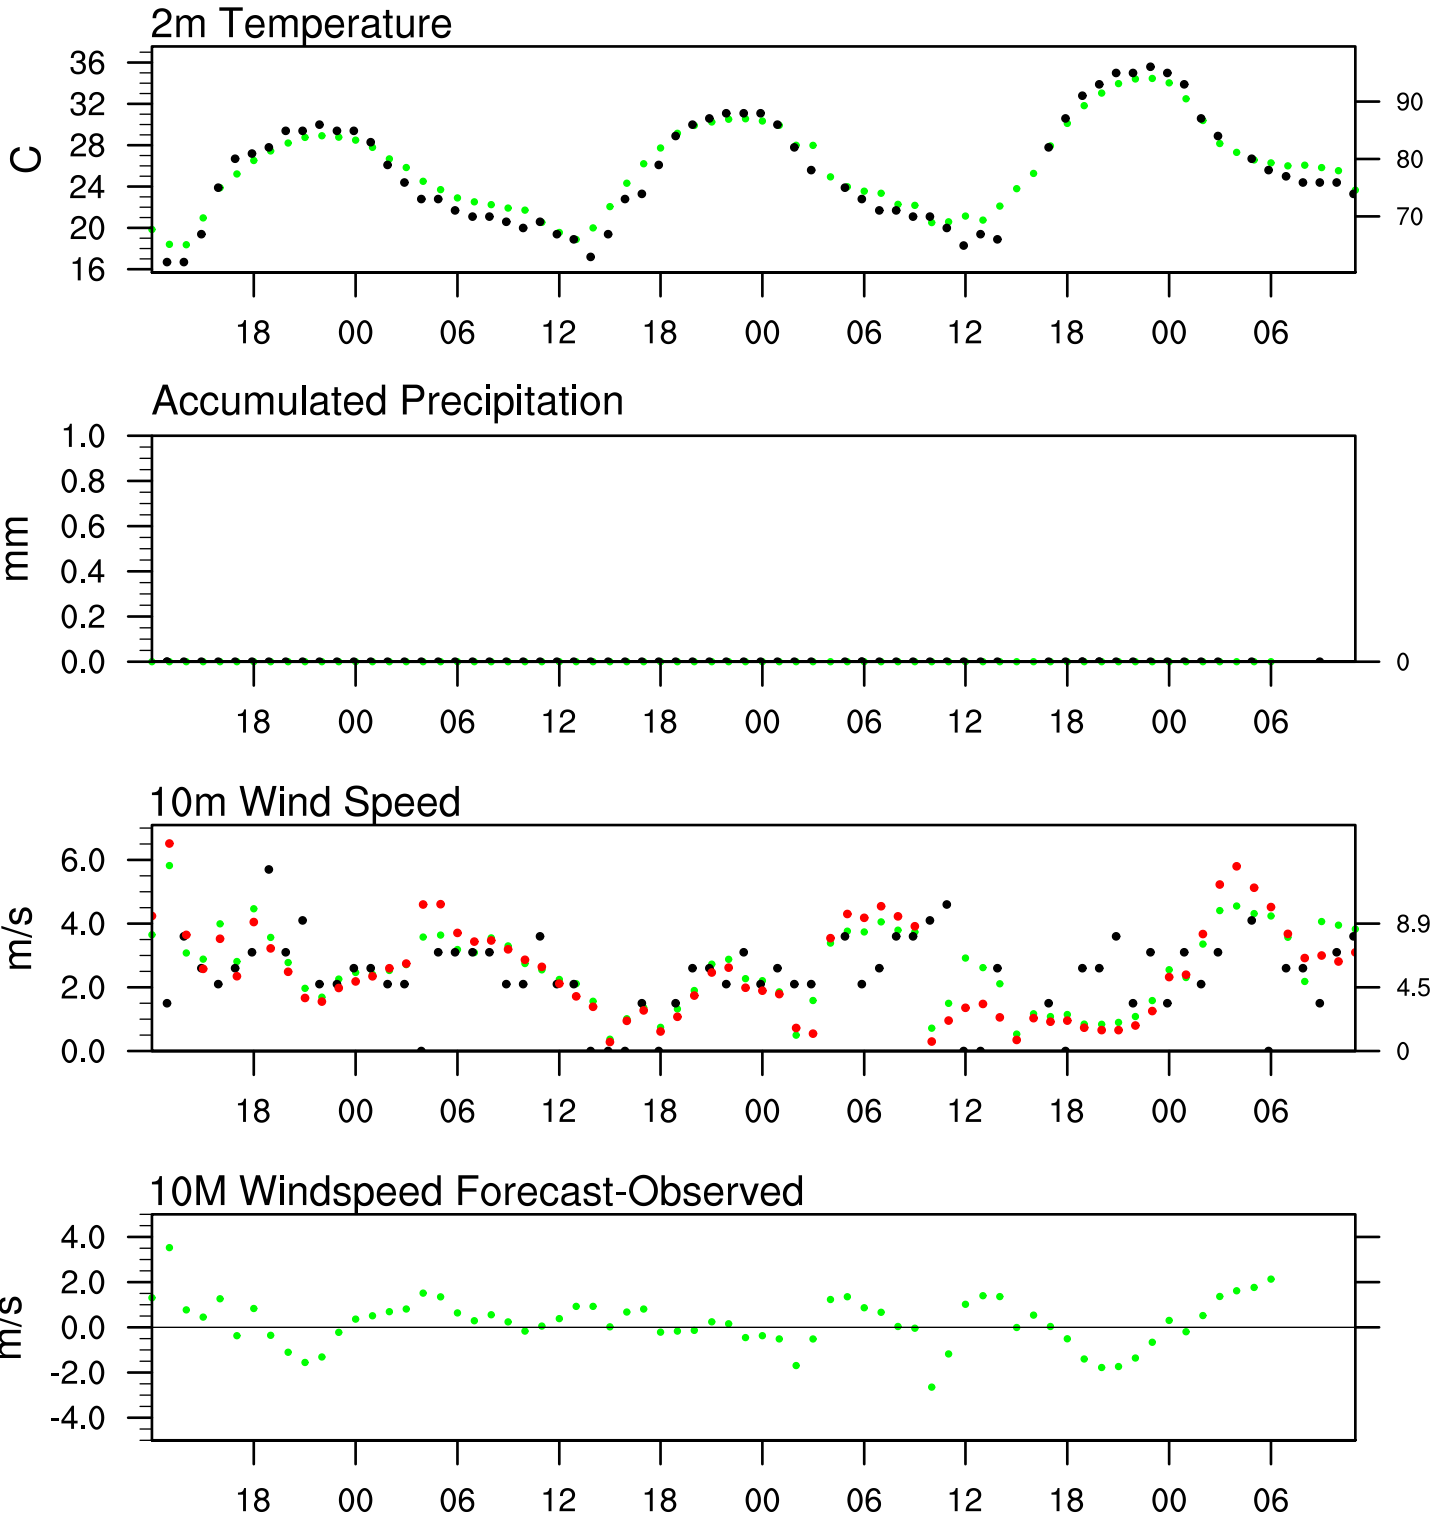 2m Temperature
36
32
28
24
20
16
C
90
80
70
18 00 06 12 18 00 06 12 18 00 06
Accumulated Precipitation
1.0
0.8
0.6
0.4
0.2
0.0
mm
0
18 00 06 12 18 00 06 12 18 00 06
10m Wind Speed
6.0
4.0
2.0
0.0
m/s
8.9
4.5
0
18 00 06 12 18 00 06 12 18 00 06
10M Windspeed Forecast-Observed
4.0
2.0
0.0
-2.0
-4.0
m/s
18 00 06 12 18 00 06 12 18 00 06